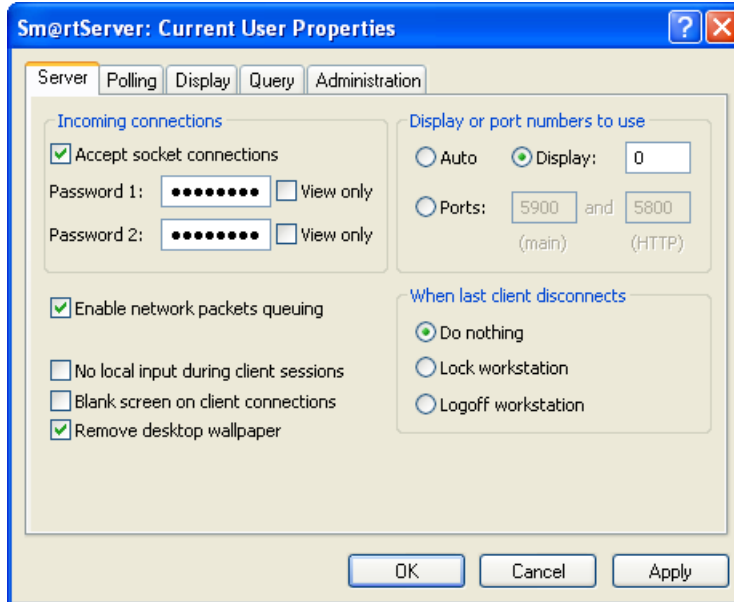 Sm@rtServer: Current User Properties
Server Polling Display Query Administration
Incoming connections
Accept socket connections
Password 1: ●●●●●●●● View only
Password 2: ●●●●●●●● View only
Enable network packets queuing
No local input during client sessions
Blank screen on client connections
Remove desktop wallpaper
Display or port numbers to use
Auto Display: 0
Ports: 5900 and 5800
(main) (HTTP)
When last client disconnects
Do nothing
Lock workstation
Logoff workstation
OK Cancel Apply